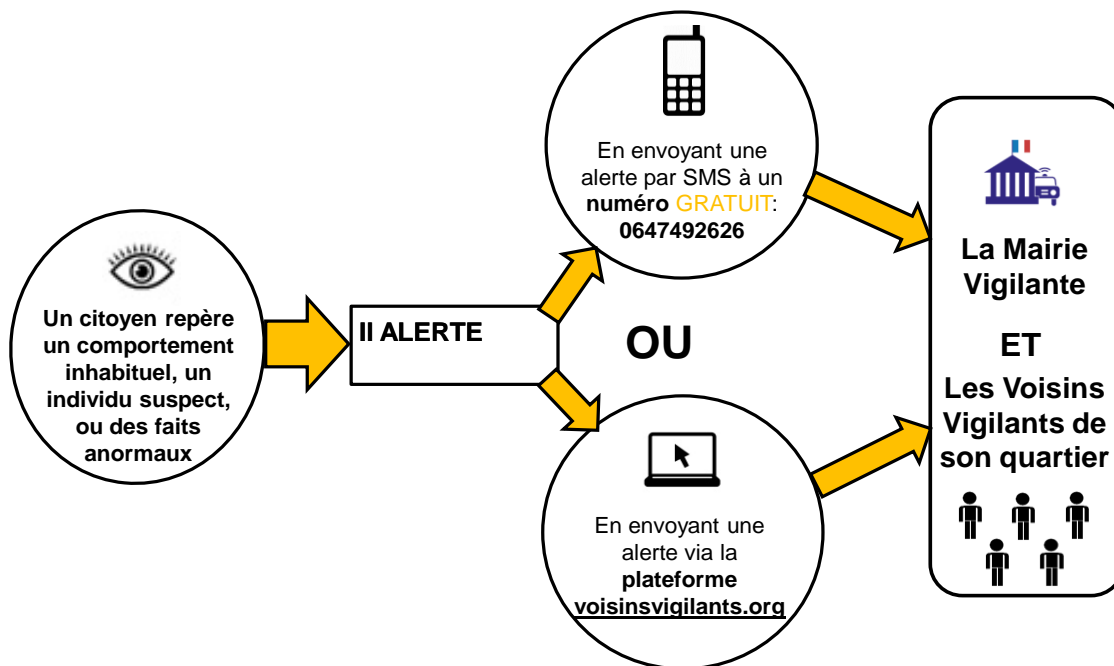 Un citoyen repère
un comportement
inhabituel, un
individu suspect,
ou des faits
anormaux
II ALERTE
En envoyant une
alerte par SMS à un
numéro GRATUIT:
0647492626
OU
En envoyant une
alerte via la
plateforme
voisinsvigilants.org
La Mairie
Vigilante
ET
Les Voisins
Vigilants de
son quartier